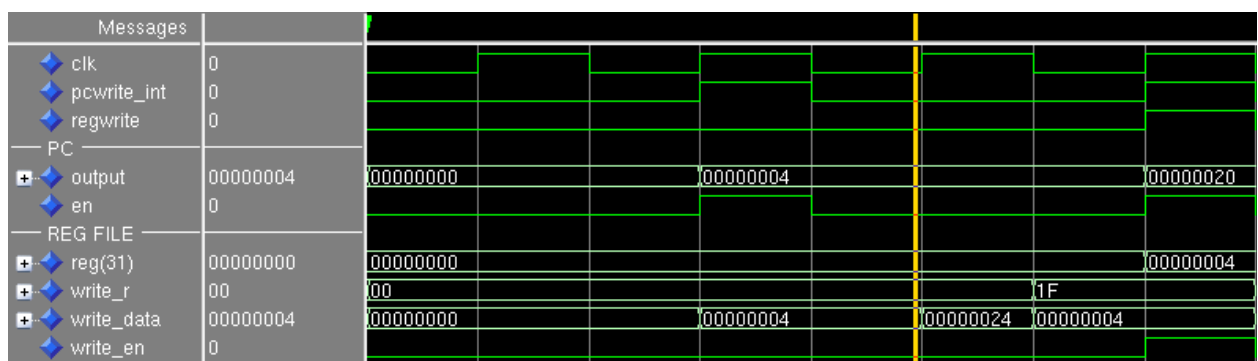 Messages
clk 0
pcwrite_int 0
regwrite 0
PC
output 00000004 00000000 00000004 00000020
en 0
REG FILE
reg(31) 00000000 00000000 00000004
write_r 00 00 1F
write_data 00000004 00000000 00000004 00000024 00000004
write_en 0